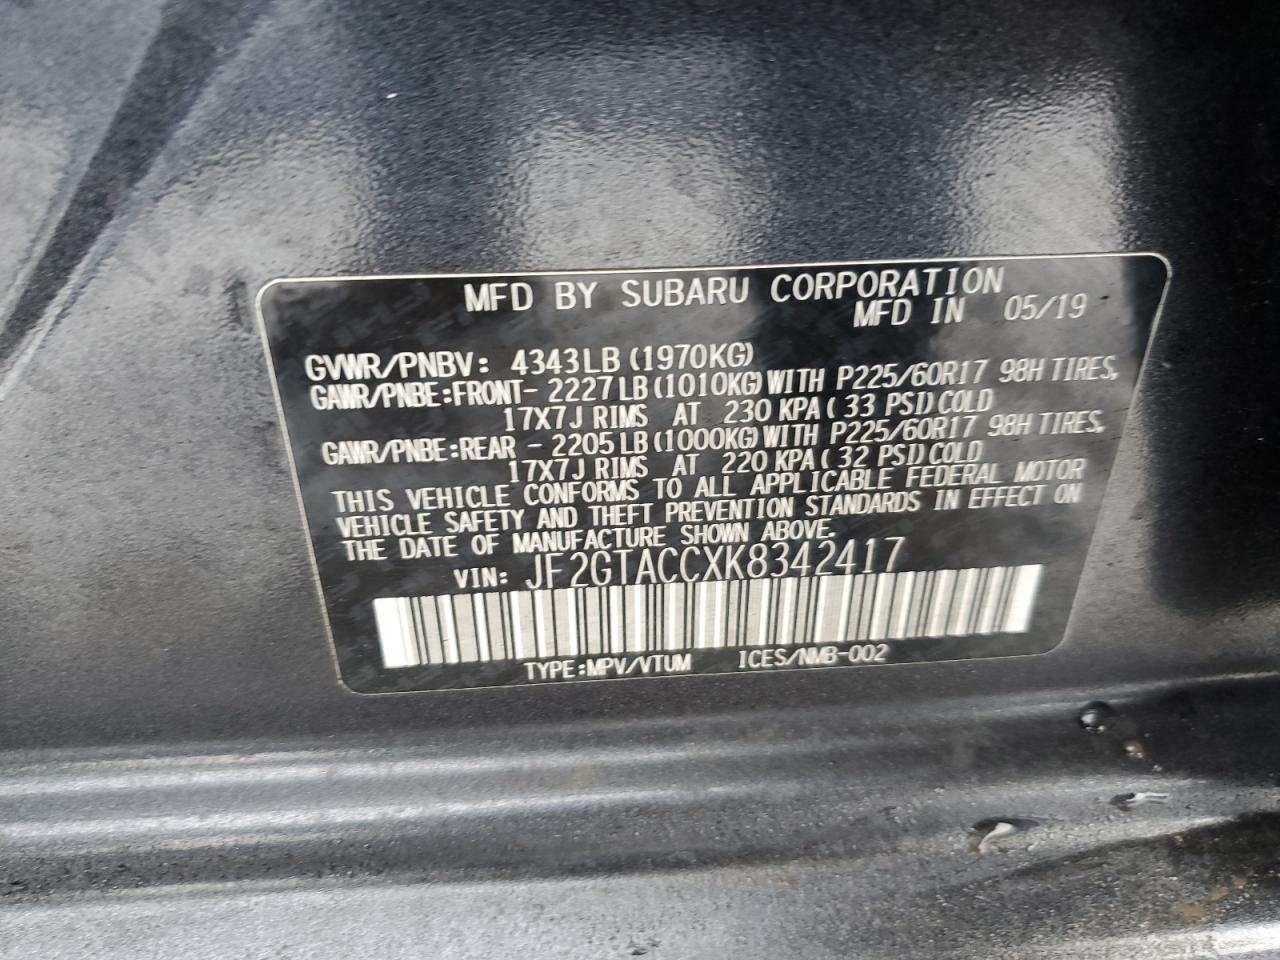 MFD BY SUBARU CORPORATION
MFD IN 05/19
GVWR/PNBV: 4343LB (1970KG)
GAWR/PNBE:FRONT- 2227LB(1010KG)WITH P225/60R17 98H TIRES,
17X7J RIMS AT 230 KPA( 33 PSI)COLD
GAWR/PNBE:REAR - 2205LB(1000KG)WITH P225/60R17 98H TIRES,
17X7J RIMS AT 220 KPA( 32 PSI)COLD
THIS VEHICLE CONFORMS TO ALL APPLICABLE FEDERAL MOTOR
VEHICLE SAFETY AND THEFT PREVENTION STANDARDS IN EFFECT ON
THE DATE OF MANUFACTURE SHOWN ABOVE.
VIN: JF2GTACCXK8342417
TYPE:MPV/VTUM ICES/NMB-002